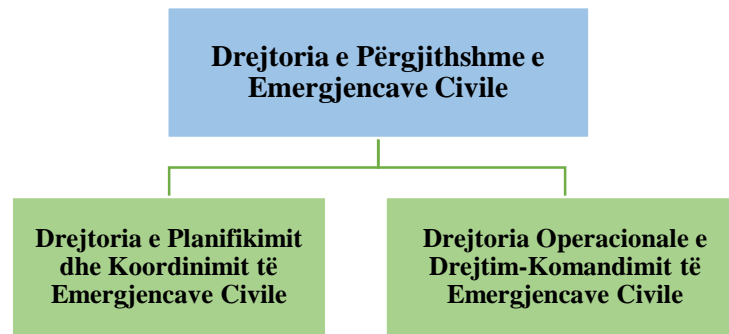 Drejtoria e Përgjithshme e
Emergjencave Civile
Drejtoria e Planifikimit
dhe Koordinimit të
Emergjencave Civile
Drejtoria Operacionale e
Drejtim-Komandimit të
Emergjencave Civile